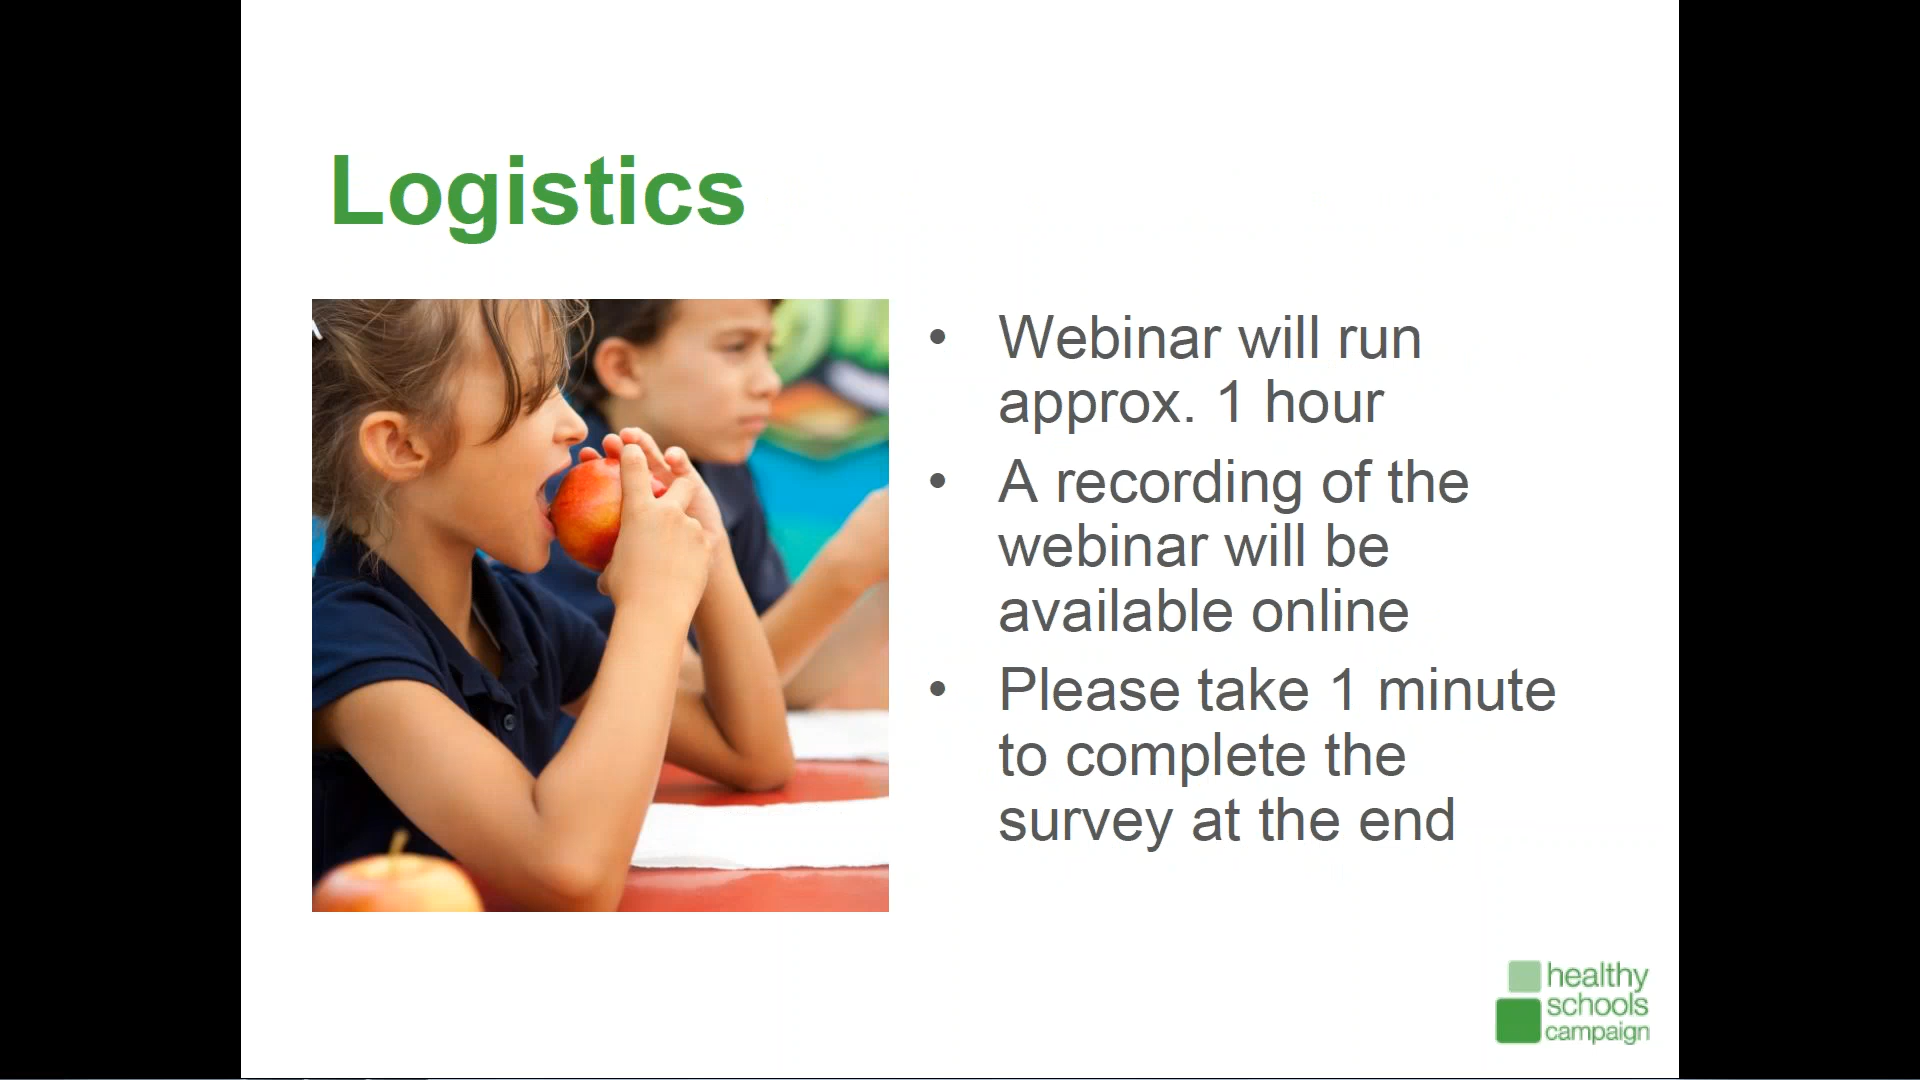 Logistics
• Webinar will run
approx. 1 hour
• A recording of the
webinar will be
available online
• Please take 1 minute
to complete the
survey at the end
healthy
schools
campaign